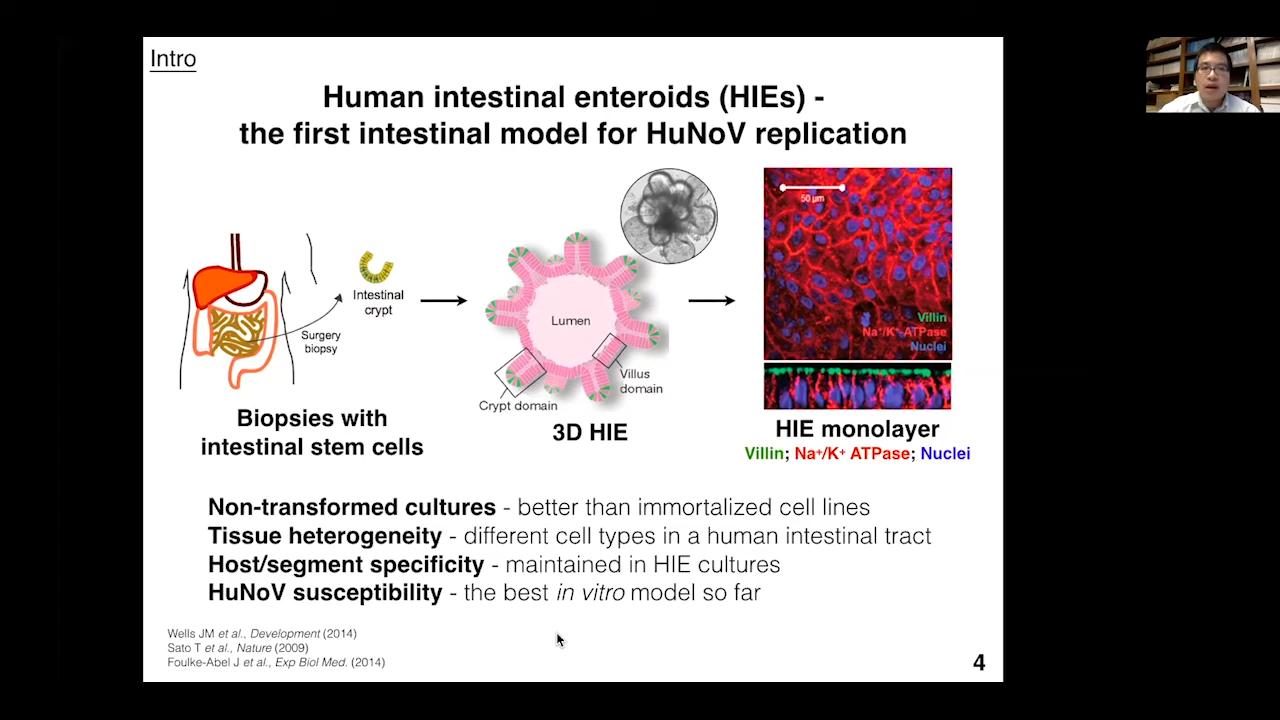 Intro
Human intestinal enteroids (HIEs) -
the first intestinal model for HuNoV replication
Intestinal
crypt
Surgery
biopsy
Biopsies with
intestinal stem cells
Lumen
Villus
domain
Crypt domain
3D HIE
50 µm
Villin
Na⁺/K⁺-ATPase
Nuclei
HIE monolayer
Villin; Na⁺/K⁺ ATPase; Nuclei
Non-transformed cultures - better than immortalized cell lines
Tissue heterogeneity - different cell types in a human intestinal tract
Host/segment specificity - maintained in HIE cultures
HuNoV susceptibility - the best in vitro model so far
Wells JM et al., Development (2014)
Sato T et al., Nature (2009)
Foulke-Abel J et al., Exp Biol Med. (2014)
4